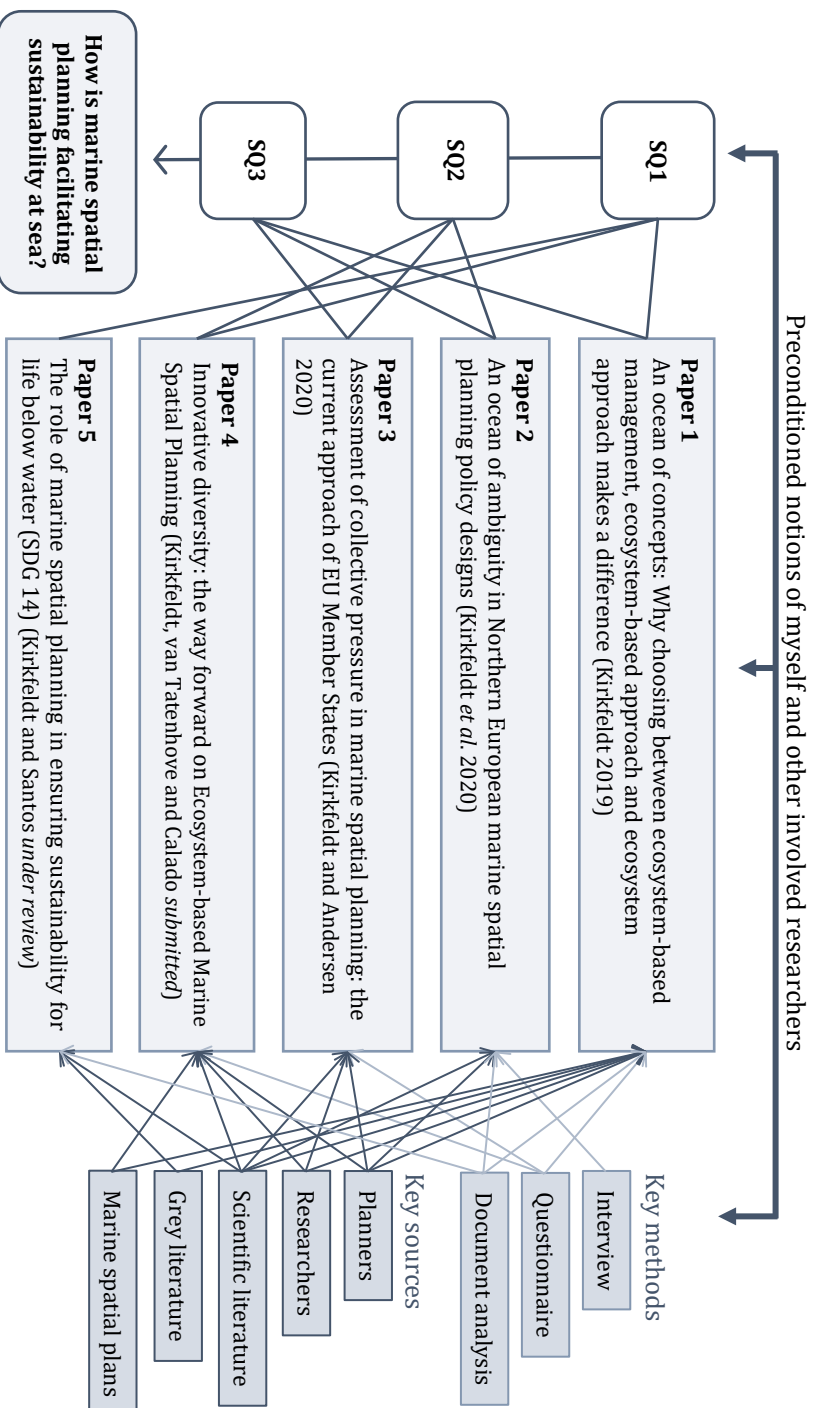 Preconditioned notions of myself and other involved researchers
SQ1
SQ2
SQ3
How is marine spatial
planning facilitating
sustainability at sea?
Paper 1
An ocean of concepts: Why choosing between ecosystem-based
management, ecosystem-based approach and ecosystem
approach makes a difference (Kirkfeldt 2019)
Paper 2
An ocean of ambiguity in Northern European marine spatial
planning policy designs (Kirkfeldt et al. 2020)
Paper 3
Assessment of collective pressure in marine spatial planning: the
current approach of EU Member States (Kirkfeldt and Andersen
2020)
Paper 4
Innovative diversity: the way forward on Ecosystem-based Marine
Spatial Planning (Kirkfeldt, van Tatenhove and Calado submitted)
Paper 5
The role of marine spatial planning in ensuring sustainability for
life below water (SDG 14) (Kirkfeldt and Santos under review)
Key methods
Interview
Questionnaire
Document analysis
Key sources
Planners
Researchers
Scientific literature
Grey literature
Marine spatial plans